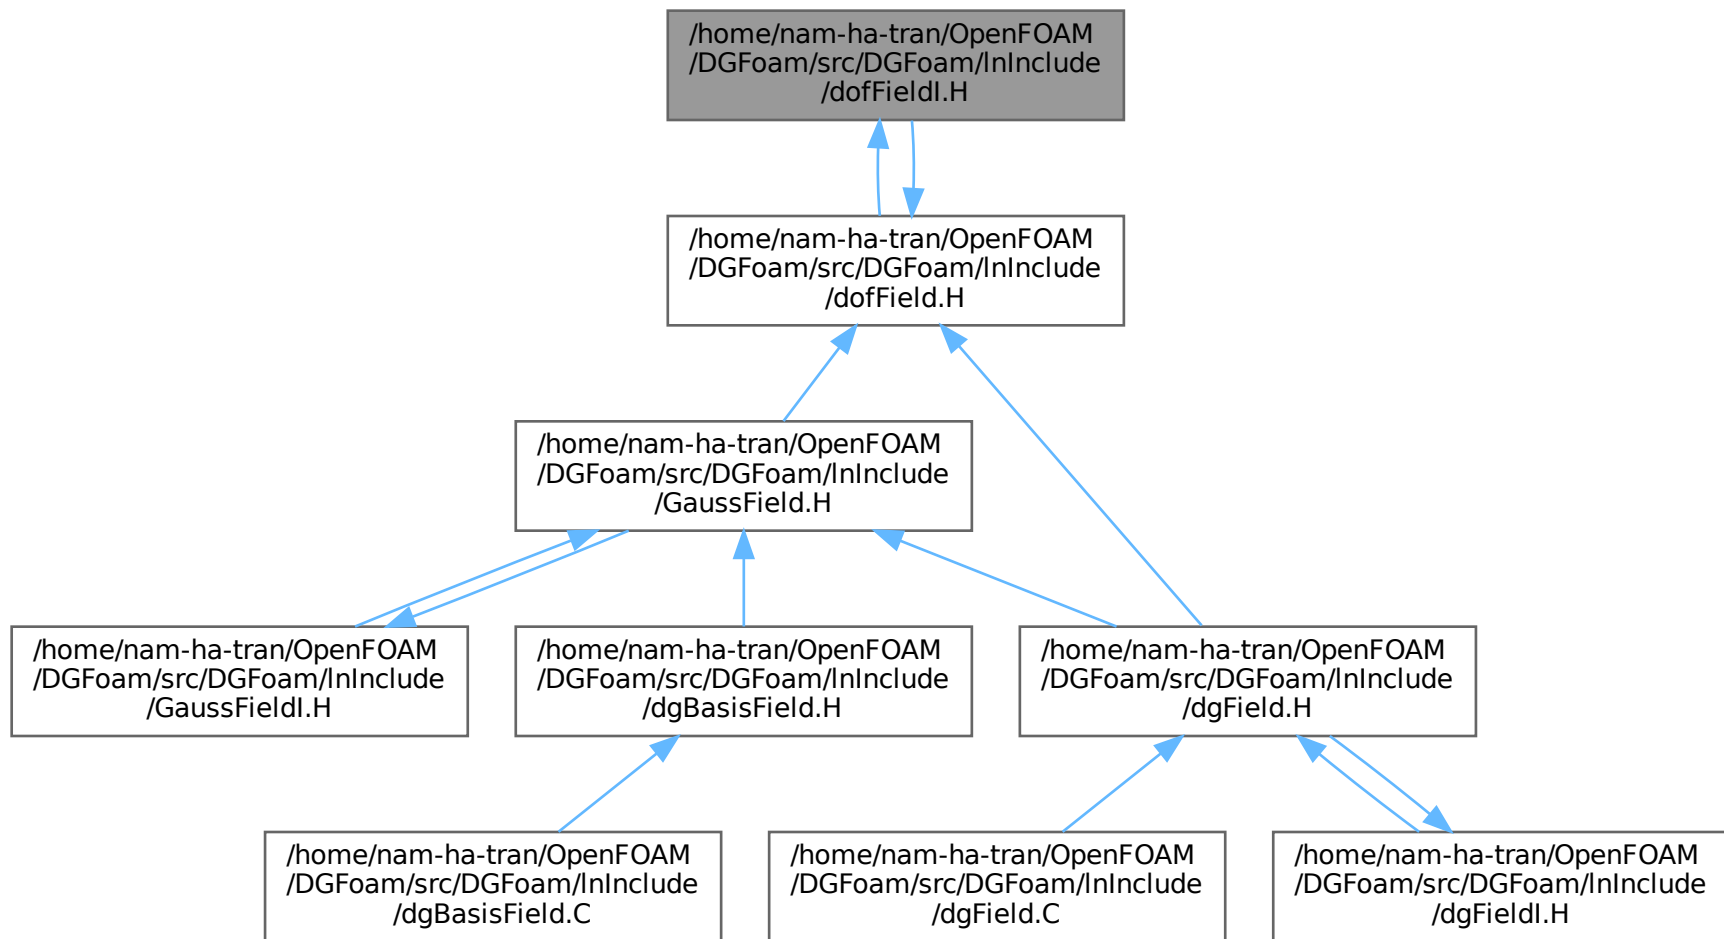 /home/nam-ha-tran/OpenFOAM
/DGFoam/src/DGFoam/lnInclude
/dofFieldI.H
/home/nam-ha-tran/OpenFOAM
/DGFoam/src/DGFoam/lnInclude
/dofField.H
/home/nam-ha-tran/OpenFOAM
/DGFoam/src/DGFoam/lnInclude
/GaussField.H
/home/nam-ha-tran/OpenFOAM
/DGFoam/src/DGFoam/lnInclude
/GaussFieldI.H
/home/nam-ha-tran/OpenFOAM
/DGFoam/src/DGFoam/lnInclude
/dgBasisField.H
/home/nam-ha-tran/OpenFOAM
/DGFoam/src/DGFoam/lnInclude
/dgField.H
/home/nam-ha-tran/OpenFOAM
/DGFoam/src/DGFoam/lnInclude
/dgBasisField.C
/home/nam-ha-tran/OpenFOAM
/DGFoam/src/DGFoam/lnInclude
/dgField.C
/home/nam-ha-tran/OpenFOAM
/DGFoam/src/DGFoam/lnInclude
/dgFieldI.H